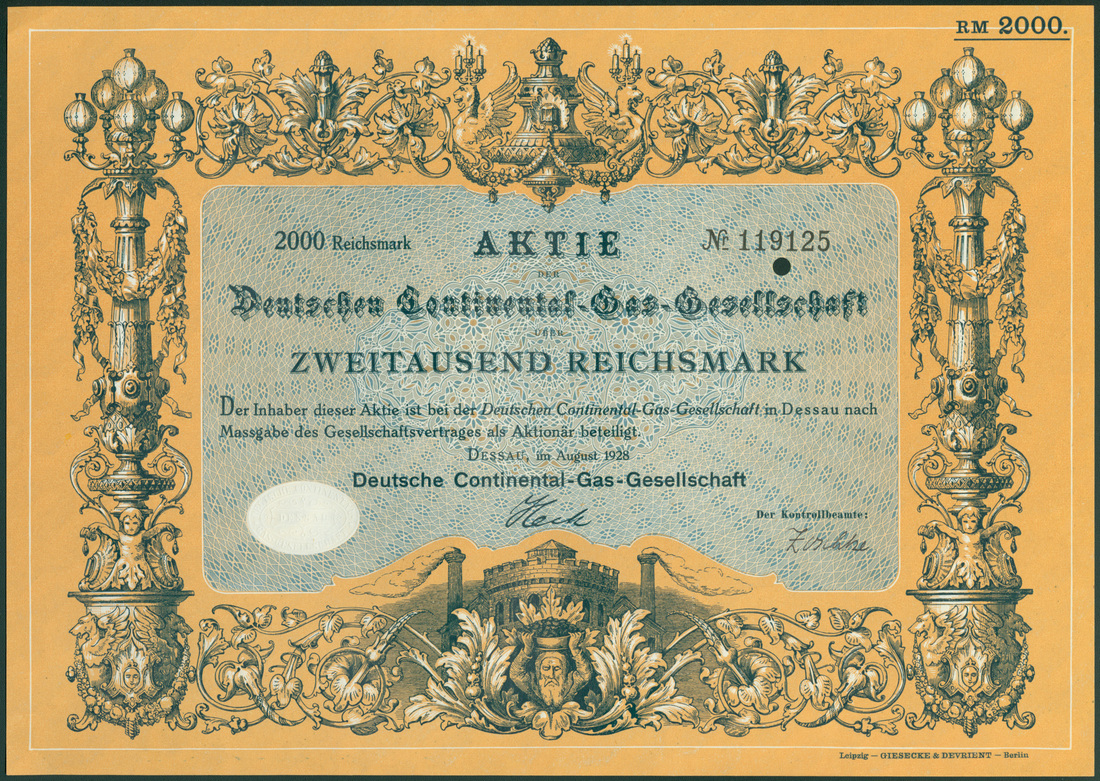 RM 2000.
2000 Reichsmark AKTIE № 119125
DER
Deutschen Continental-Gas-Gesellschaft
ÜBER
ZWEITAUSEND REICHSMARK
Der Inhaber dieser Aktie ist bei der Deutschen Continental-Gas-Gesellschaft in Dessau nach
Massgabe des Gesellschaftsvertrages als Aktionär beteiligt.
DESSAU, im August 1928
Deutsche Continental-Gas-Gesellschaft
Heck
Der Kontrollbeamte:
Leipzig — GIESECKE & DEVRIENT — Berlin